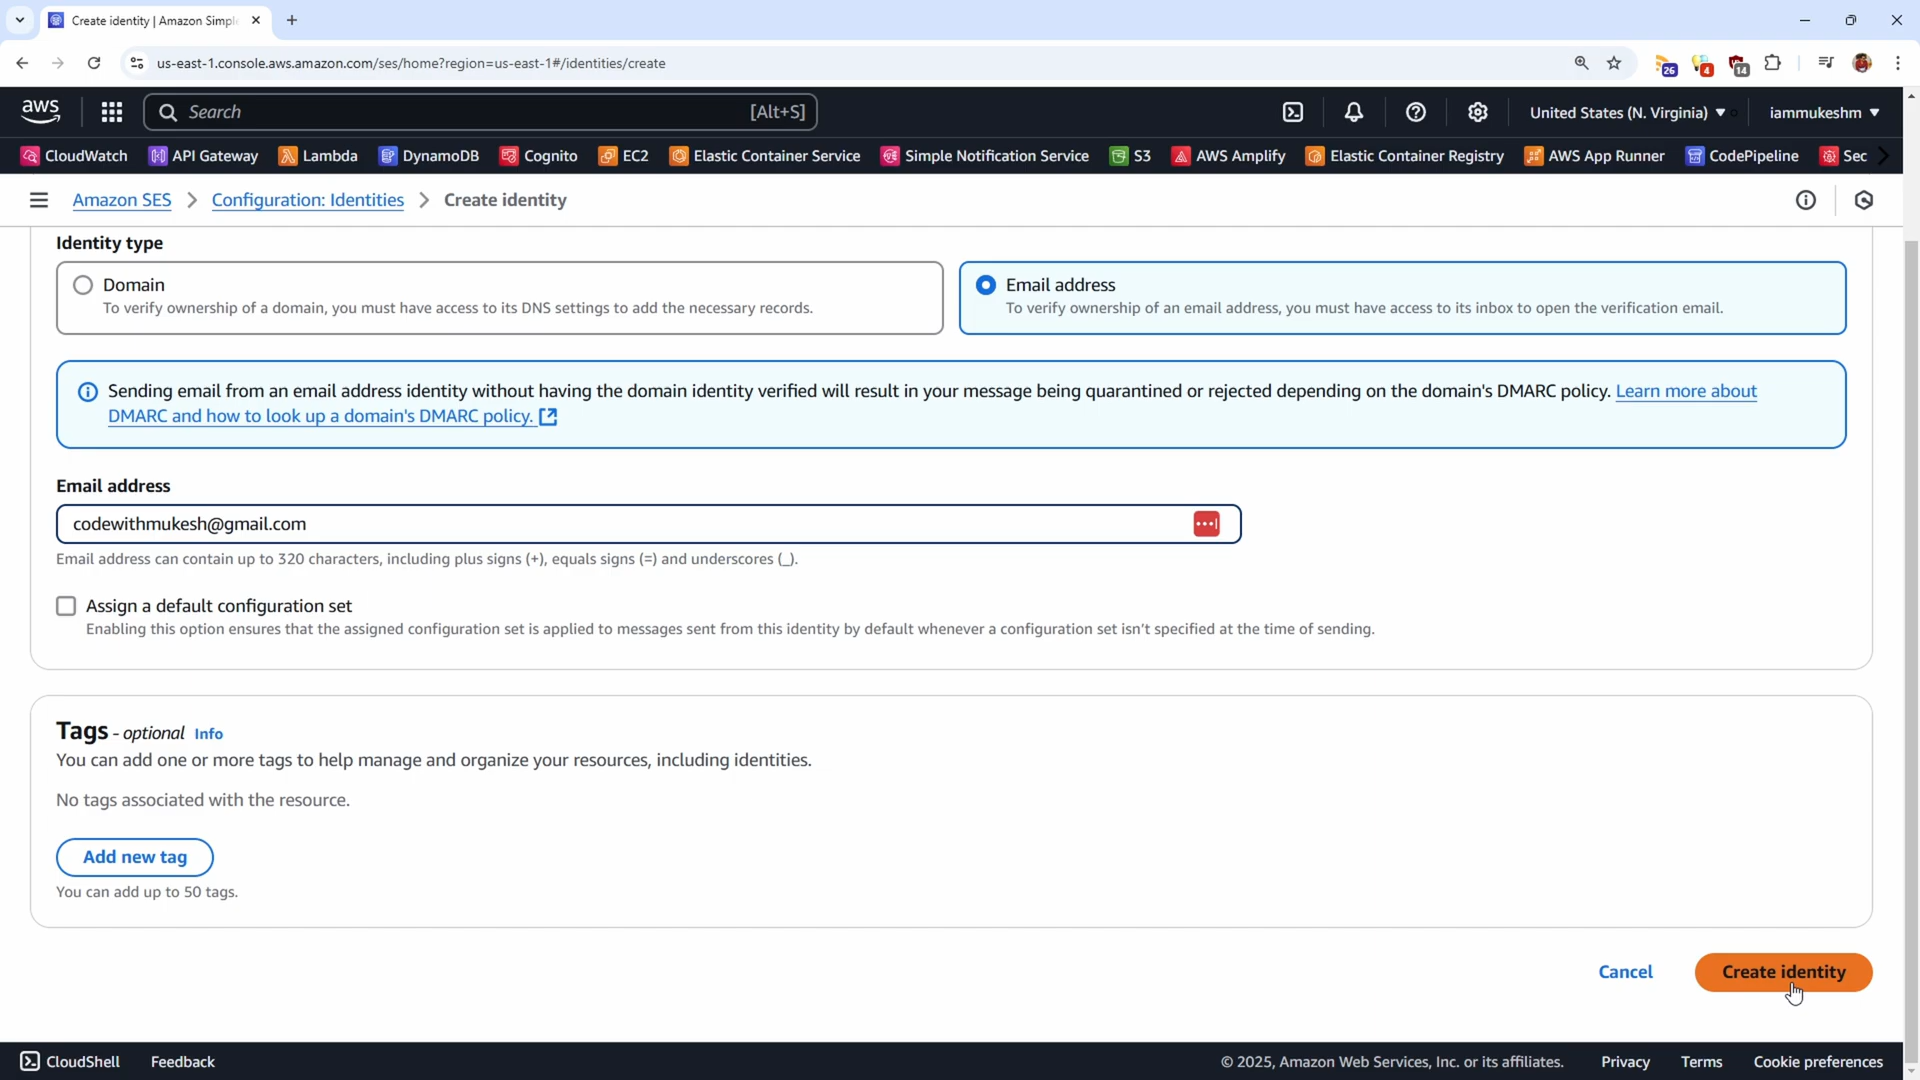 Create identity | Amazon Simpl
us-east-1.console.aws.amazon.com/ses/home?region=us-east-1#/identities/create
26
4
14
aws
Search
[Alt+S]
United States (N. Virginia)
iammukeshm
CloudWatch
API Gateway
Lambda
DynamoDB
Cognito
EC2
Elastic Container Service
Simple Notification Service
S3
AWS Amplify
Elastic Container Registry
AWS App Runner
CodePipeline
Sec
Amazon SES
Configuration: Identities
Create identity
Identity type
Domain
To verify ownership of a domain, you must have access to its DNS settings to add the necessary records.
Email address
To verify ownership of an email address, you must have access to its inbox to open the verification email.
Sending email from an email address identity without having the domain identity verified will result in your message being quarantined or rejected depending on the domain's DMARC policy. Learn more about
DMARC and how to look up a domain's DMARC policy.
Email address
codewithmukesh@gmail.com
Email address can contain up to 320 characters, including plus signs (+), equals signs (=) and underscores (_).
Assign a default configuration set
Enabling this option ensures that the assigned configuration set is applied to messages sent from this identity by default whenever a configuration set isn't specified at the time of sending.
Tags - optional Info
You can add one or more tags to help manage and organize your resources, including identities.
No tags associated with the resource.
Add new tag
You can add up to 50 tags.
Cancel
Create identity
CloudShell
Feedback
© 2025, Amazon Web Services, Inc. or its affiliates.
Privacy
Terms
Cookie preferences